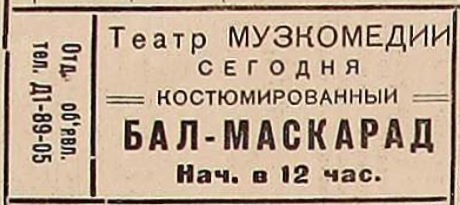 Отд. об'явл.
тел. Д1-89-05
Театр МУЗКОМЕДИИ
СЕГОДНЯ
КОСТЮМИРОВАННЫЙ
БАЛ-МАСКАРАД
Нач. в 12 час.